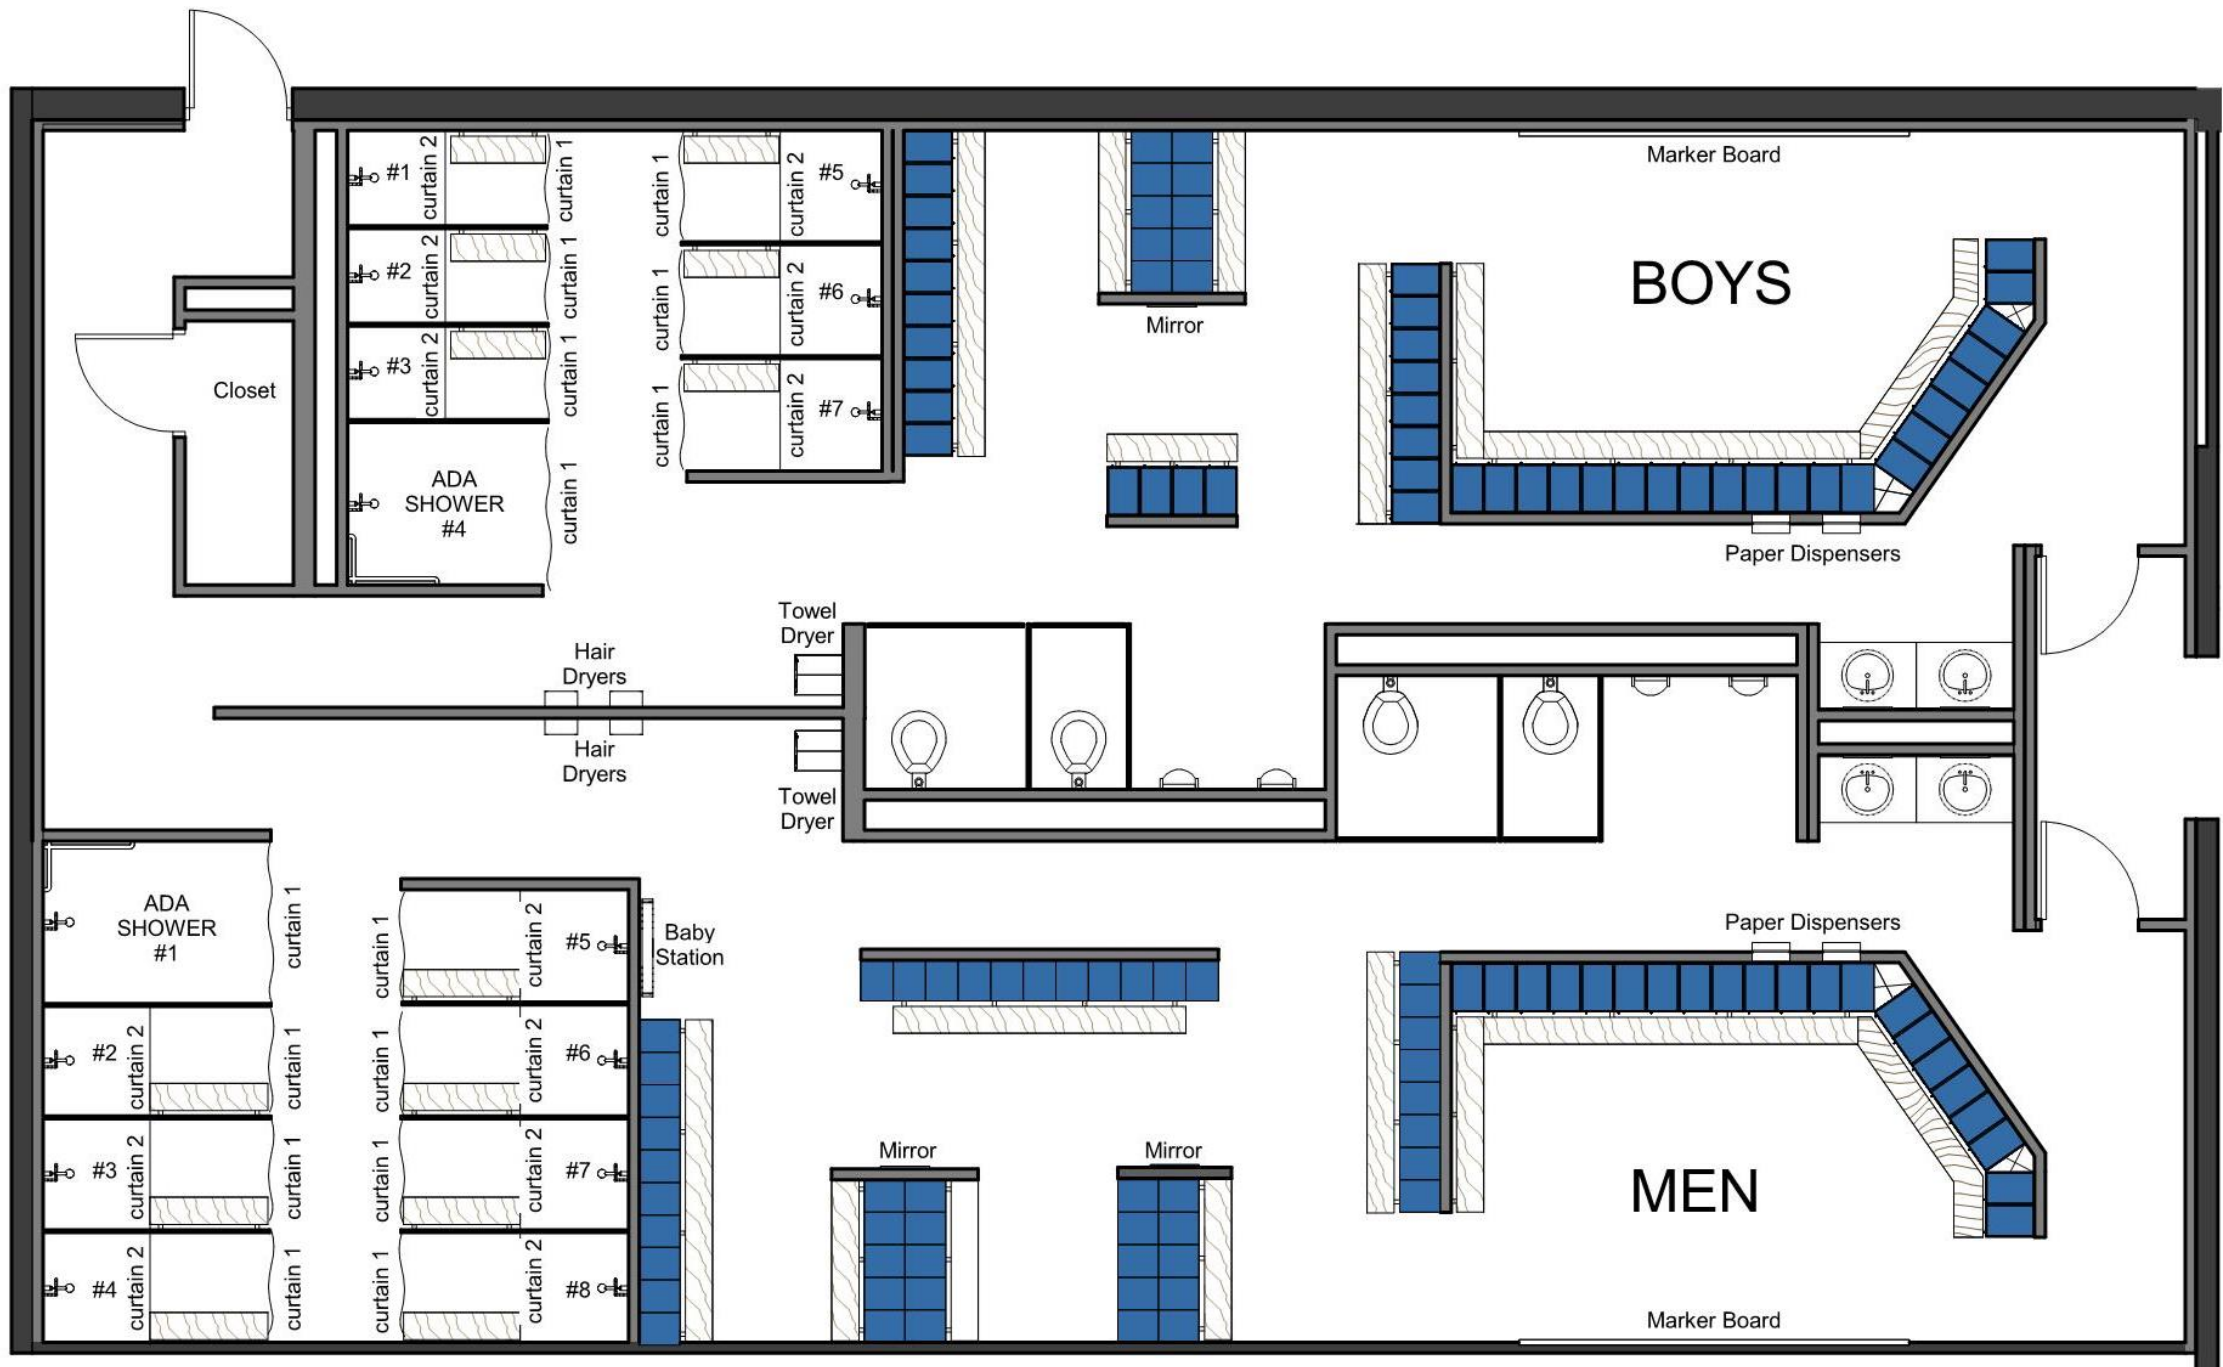 #1
curtain 2
curtain 1
curtain 1
curtain 2
#5
Marker Board
#2
curtain 2
curtain 1
curtain 1
curtain 2
#6
BOYS
Mirror
#3
curtain 2
curtain 1
curtain 1
curtain 2
#7
Closet
ADA
SHOWER
#4
curtain 1
Paper Dispensers
Towel
Dryer
Hair
Dryers
Hair
Dryers
Towel
Dryer
ADA
SHOWER
#1
curtain 1
curtain 1
curtain 2
#5
Baby
Station
Paper Dispensers
#2
curtain 2
curtain 1
curtain 1
curtain 2
#6
#3
curtain 2
curtain 1
curtain 1
curtain 2
#7
Mirror
Mirror
MEN
#4
curtain 2
curtain 1
curtain 1
curtain 2
#8
Marker Board